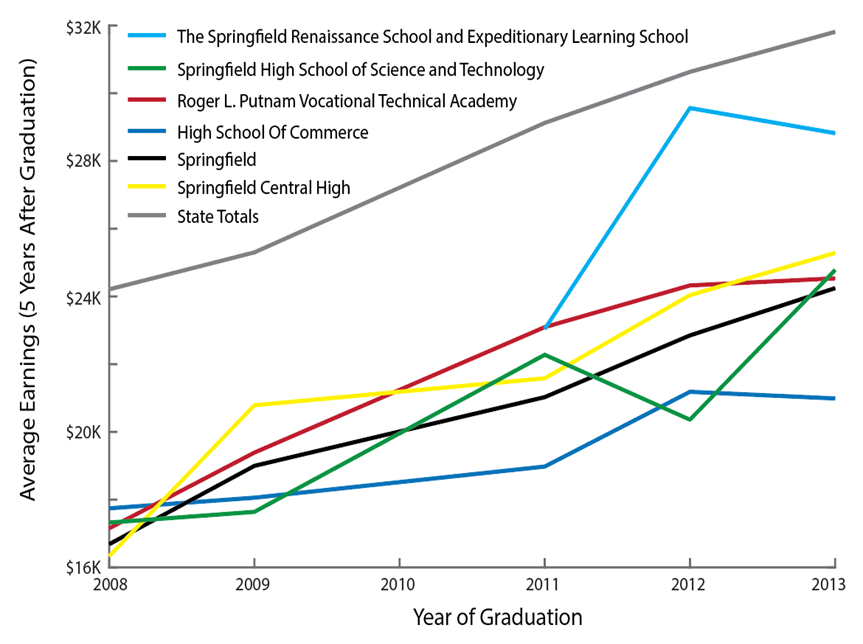 $32K
The Springfield Renaissance School and Expeditionary Learning School
Springfield High School of Science and Technology
Roger L. Putnam Vocational Technical Academy
High School Of Commerce
Springfield
Springfield Central High
State Totals
$28K
$24K
$20K
$16K
Average Earnings (5 Years After Graduation)
2008 2009 2010 2011 2012 2013
Year of Graduation